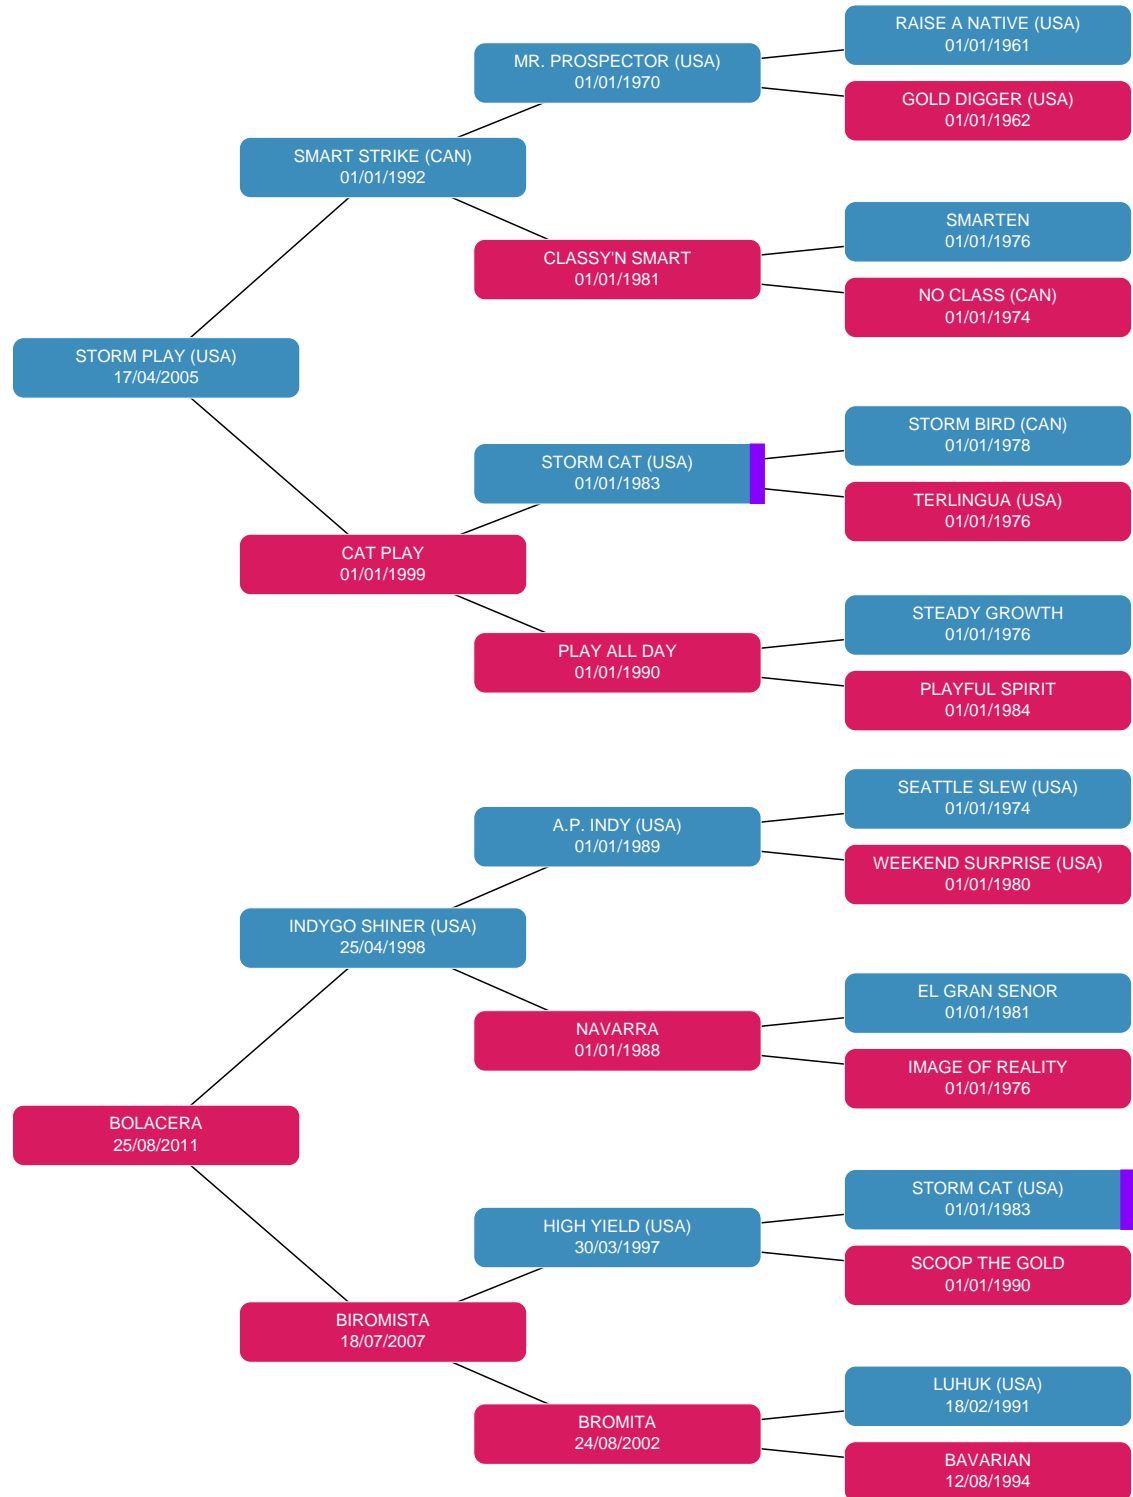 RAISE A NATIVE (USA)
01/01/1961
MR. PROSPECTOR (USA)
01/01/1970
GOLD DIGGER (USA)
01/01/1962
SMART STRIKE (CAN)
01/01/1992
SMARTEN
01/01/1976
CLASSY'N SMART
01/01/1981
NO CLASS (CAN)
01/01/1974
STORM PLAY (USA)
17/04/2005
STORM BIRD (CAN)
01/01/1978
STORM CAT (USA)
01/01/1983
TERLINGUA (USA)
01/01/1976
CAT PLAY
01/01/1999
STEADY GROWTH
01/01/1976
PLAY ALL DAY
01/01/1990
PLAYFUL SPIRIT
01/01/1984
SEATTLE SLEW (USA)
01/01/1974
A.P. INDY (USA)
01/01/1989
WEEKEND SURPRISE (USA)
01/01/1980
INDYGO SHINER (USA)
25/04/1998
EL GRAN SENOR
01/01/1981
NAVARRA
01/01/1988
IMAGE OF REALITY
01/01/1976
BOLACERA
25/08/2011
STORM CAT (USA)
01/01/1983
HIGH YIELD (USA)
30/03/1997
SCOOP THE GOLD
01/01/1990
BIROMISTA
18/07/2007
LUHUK (USA)
18/02/1991
BROMITA
24/08/2002
BAVARIAN
12/08/1994